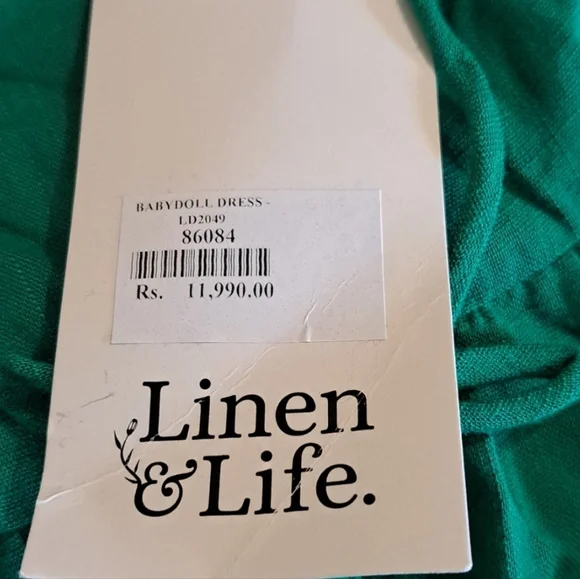 BABYDOLL DRESS -
LD2049
86084
Rs. 11,990.00
Linen
& Life.